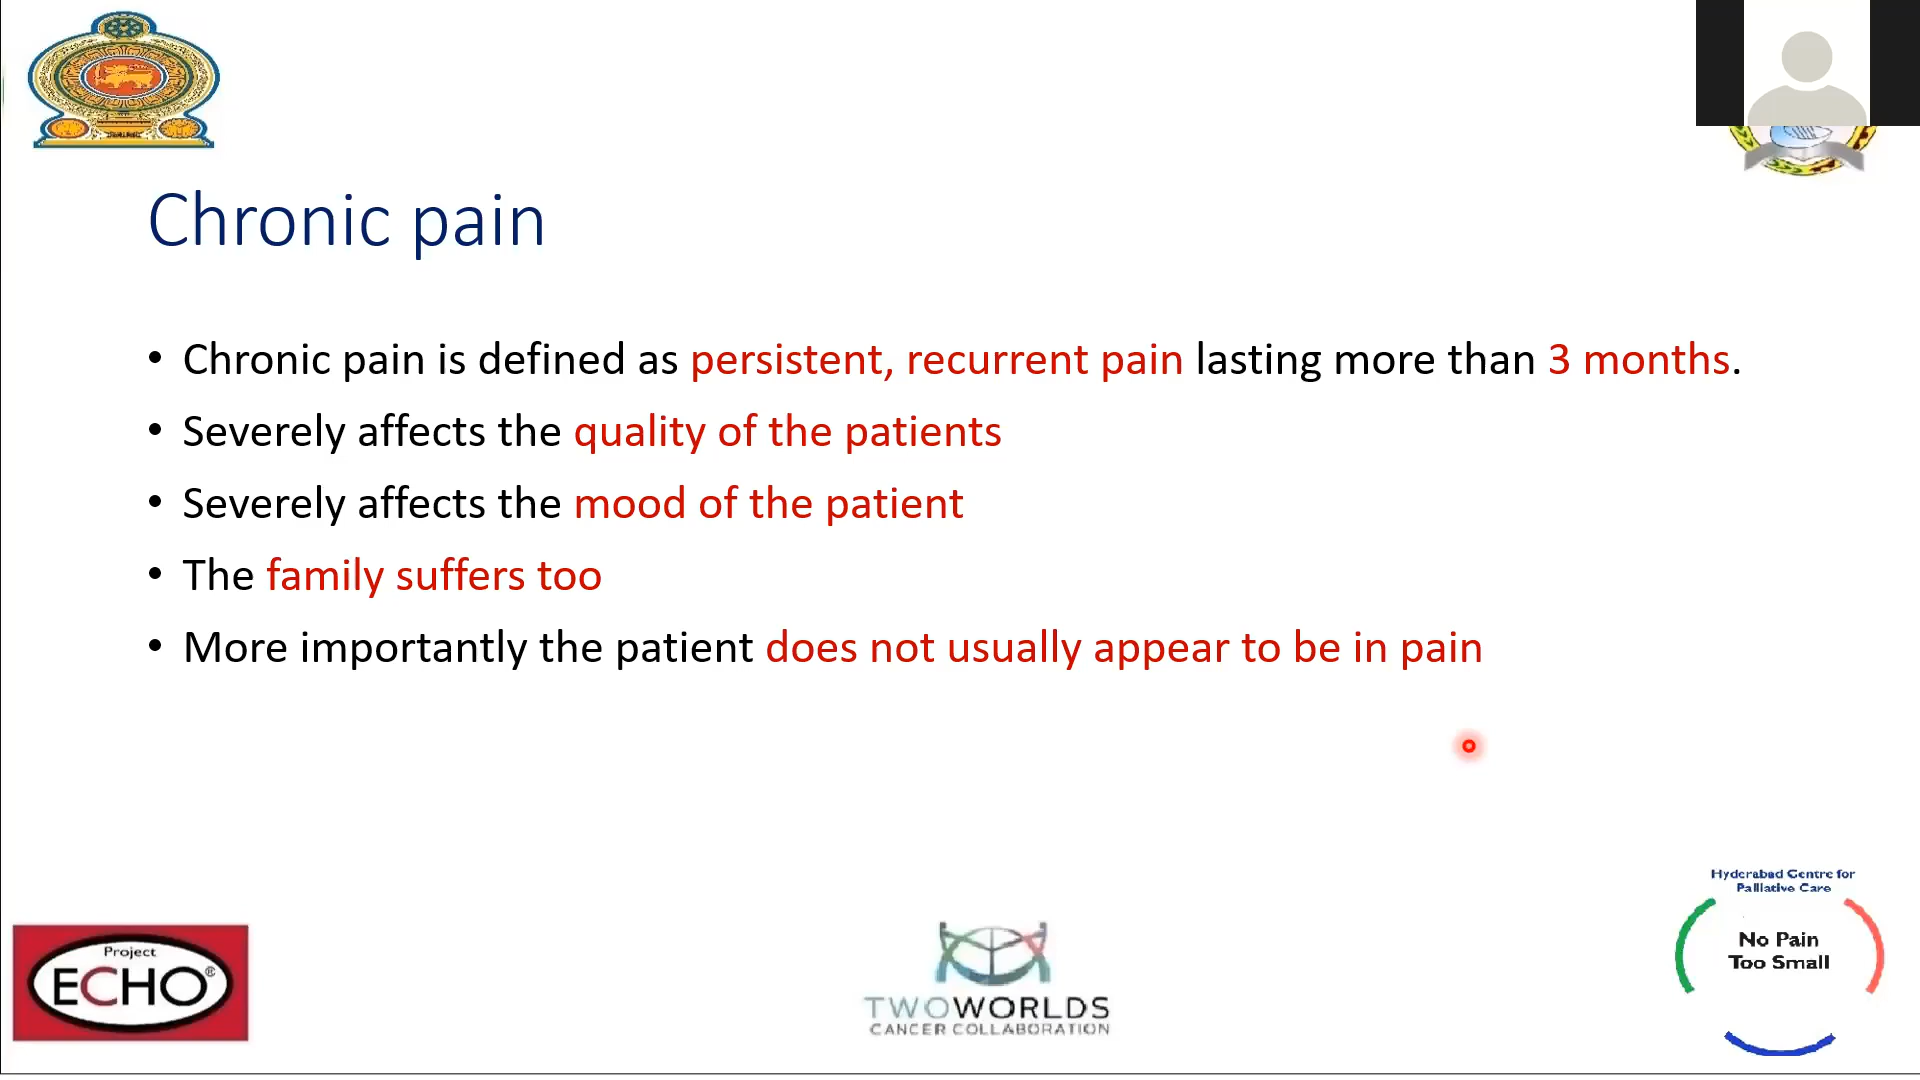 Chronic pain
• Chronic pain is defined as persistent, recurrent pain lasting more than 3 months.
• Severely affects the quality of the patients
• Severely affects the mood of the patient
• The family suffers too
• More importantly the patient does not usually appear to be in pain
Hyderabad Centre for
Palliative Care
No Pain
Too Small
Project
ECHO®
TWOWORLDS
CANCER COLLABORATION